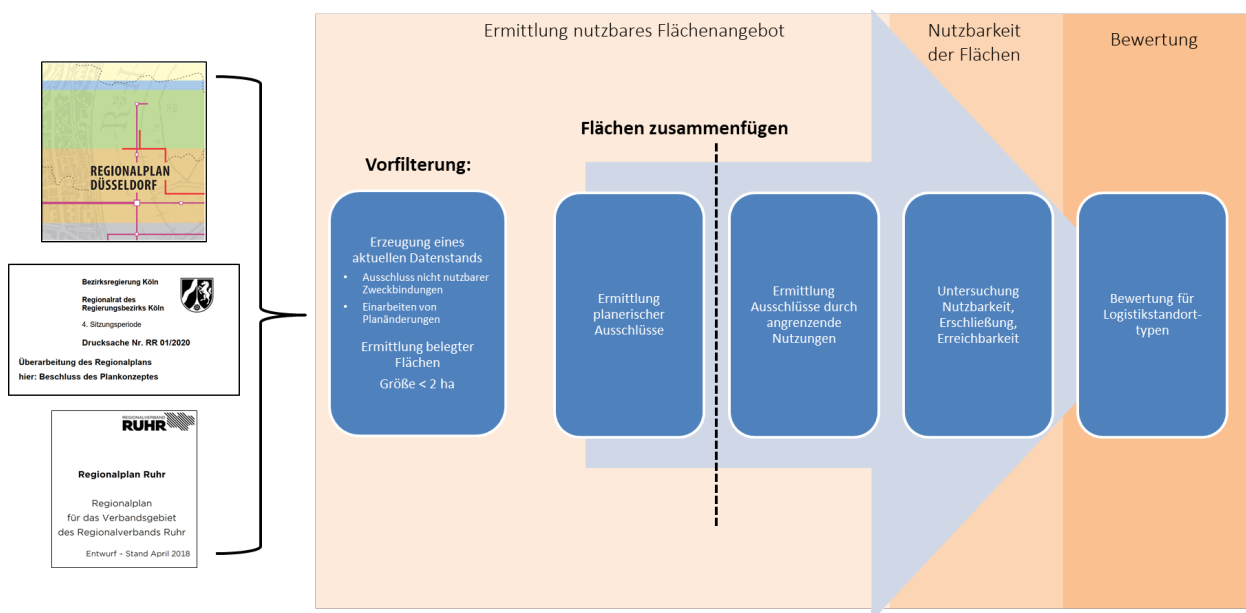 REGIONALPLAN
DÜSSELDORF
Bezirksregierung Köln
Regionalrat des
Regierungsbezirks Köln
4. Sitzungsperiode
Drucksache Nr. RR 01/2020
Überarbeitung des Regionalplans
hier: Beschluss des Plankonzeptes
REGIONALVERBAND
RUHR
Regionalplan Ruhr
Regionalplan
für das Verbandsgebiet
des Regionalverbands Ruhr
Entwurf – Stand April 2018
Ermittlung nutzbares Flächenangebot
Nutzbarkeit
der Flächen
Bewertung
Flächen zusammenfügen
Vorfilterung:
Erzeugung eines
aktuellen Datenstands
• Ausschluss nicht nutzbarer
Zweckbindungen
• Einarbeiten von
Planänderungen
Ermittlung belegter
Flächen
Größe < 2 ha
Ermittlung
planerischer
Ausschlüsse
Ermittlung
Ausschlüsse durch
angrenzende
Nutzungen
Untersuchung
Nutzbarkeit,
Erschließung,
Erreichbarkeit
Bewertung für
Logistikstandort-
typen